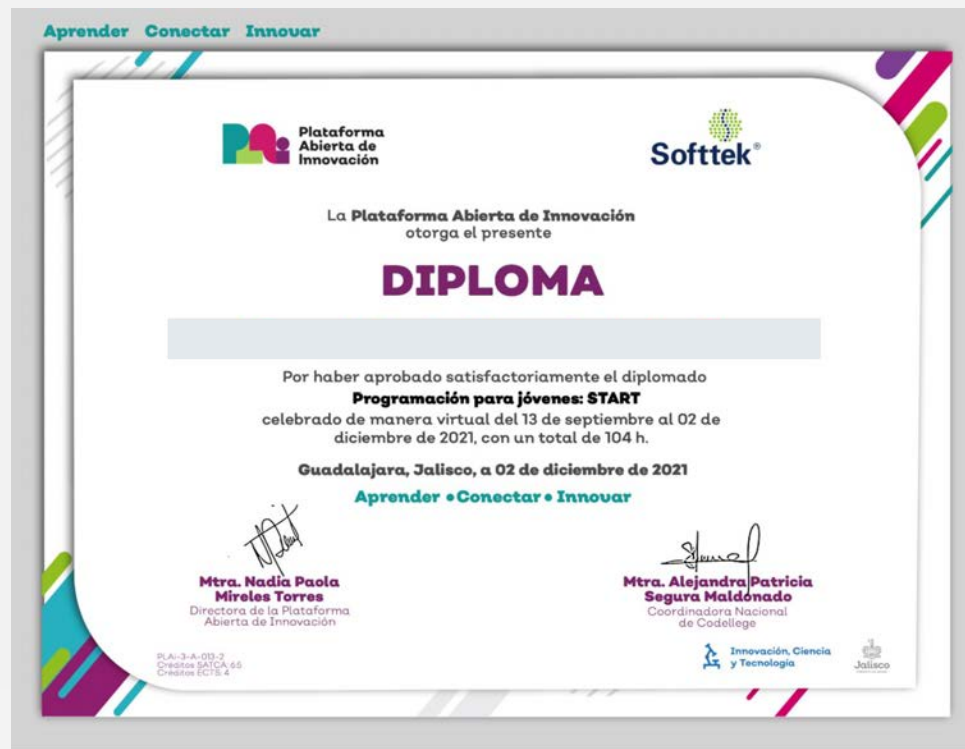 Aprender Conectar Innovar
Plataforma
Abierta de
Innovación
Softtek®
La Plataforma Abierta de Innovación
otorga el presente
DIPLOMA
Por haber aprobado satisfactoriamente el diplomado
Programación para jóvenes: START
celebrado de manera virtual del 13 de septiembre al 02 de
diciembre de 2021, con un total de 104 h.
Guadalajara, Jalisco, a 02 de diciembre de 2021
Aprender • Conectar • Innovar
Mtra. Nadia Paola
Mireles Torres
Directora de la Plataforma
Abierta de Innovación
Mtra. Alejandra Patricia
Segura Maldonado
Coordinadora Nacional
de Codellege
PLAi-3-A-013-2
Créditos SATCA: 6.5
Créditos ECTS: 4
Innovación, Ciencia
y Tecnología
Jalisco